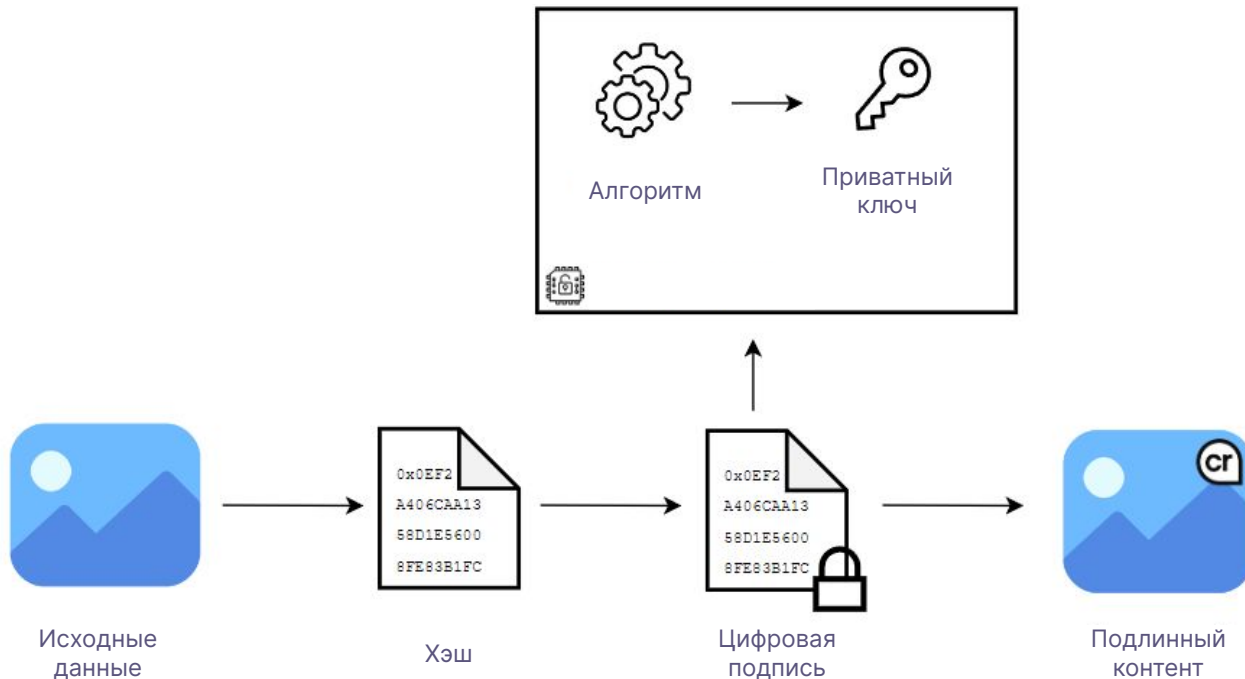 Алгоритм
Приватный
ключ
0x0EF2
A406CAA13
58D1E5600
8FE83B1FC
0x0EF2
A406CAA13
58D1E5600
8FE83B1FC
cr
Исходные
данные
Хэш
Цифровая
подпись
Подлинный
контент